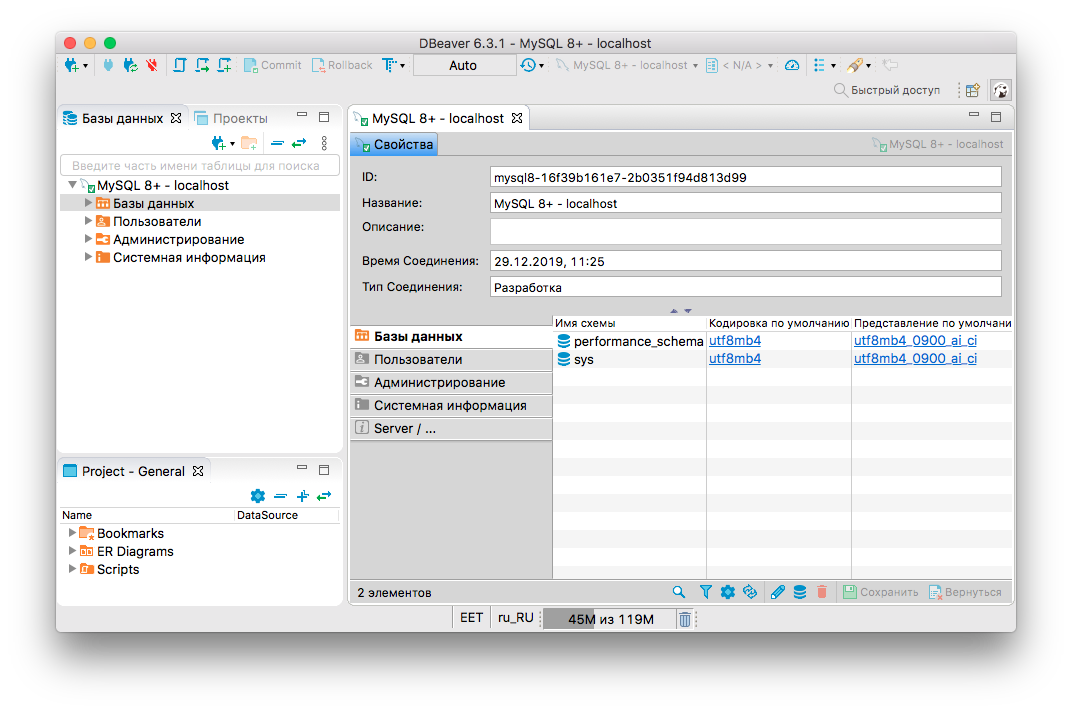 DBeaver 6.3.1 - MySQL 8+ - localhost
Commit Rollback Auto MySQL 8+ - localhost < N/A >
Быстрый доступ
Базы данных Проекты
Введите часть имени таблицы для поиска
MySQL 8+ - localhost
Базы данных
Пользователи
Администрирование
Системная информация
Project - General
Name DataSource
Bookmarks
ER Diagrams
Scripts
MySQL 8+ - localhost
Свойства MySQL 8+ - localhost
ID: mysql8-16f39b161e7-2b0351f94d813d99
Название: MySQL 8+ - localhost
Описание:
Время Соединения: 29.12.2019, 11:25
Тип Соединения: Разработка
Базы данных
Пользователи
Администрирование
Системная информация
Server / ...
Имя схемы Кодировка по умолчанию Представление по умолчани
performance_schema utf8mb4 utf8mb4_0900_ai_ci
sys utf8mb4 utf8mb4_0900_ai_ci
2 элементов Сохранить Вернуться
EET ru_RU 45M из 119M